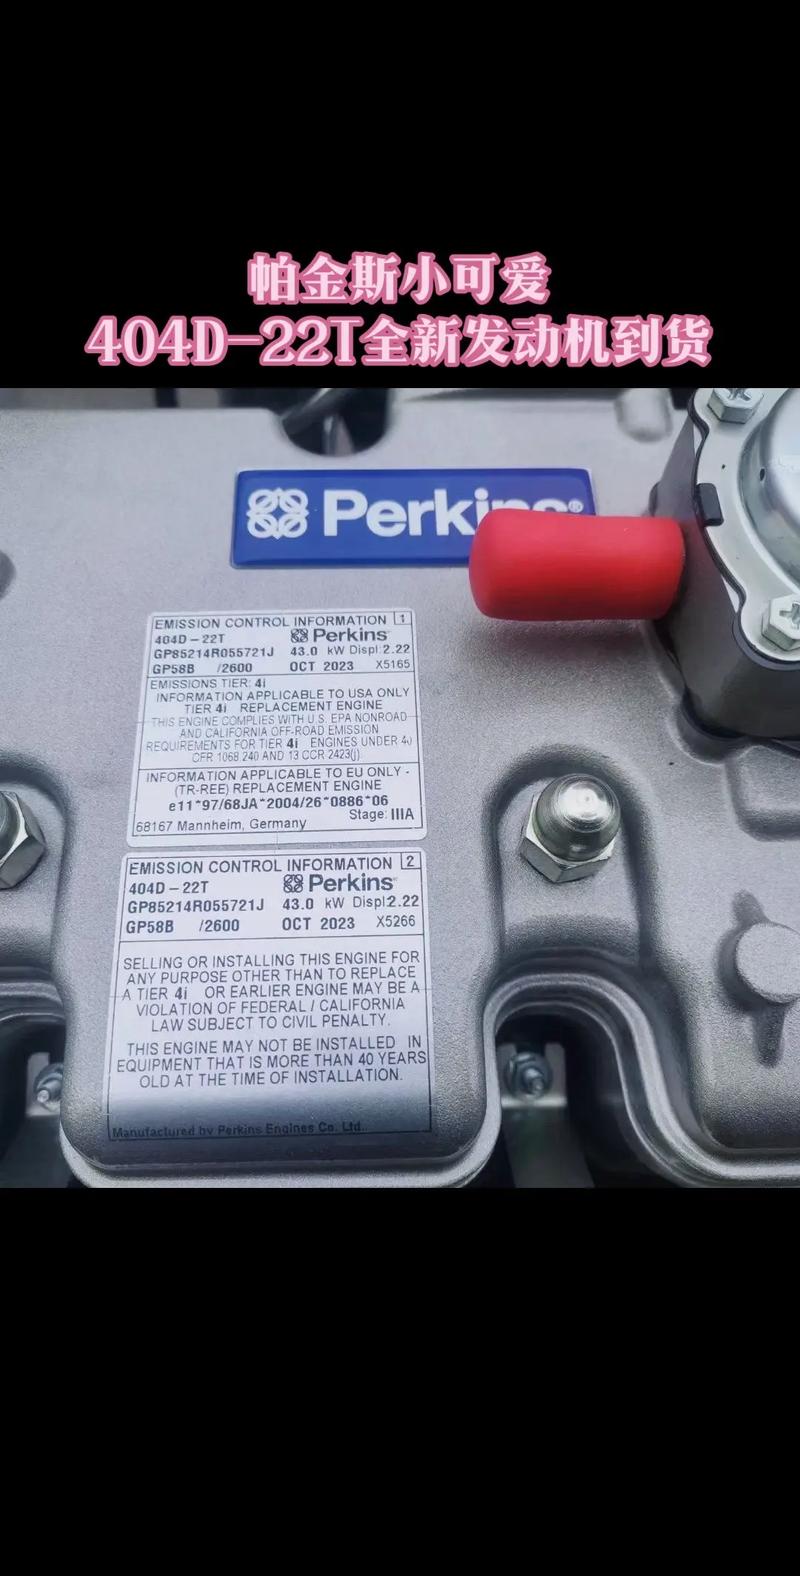 帕金斯小可爱
404D-22T全新发动机到货
Perkins®
EMISSION CONTROL INFORMATION 1
404D-22T Perkins®
GP85214R055721J 43.0 kW Displ:2.22
GP58B /2600 OCT 2023 X5165
EMISSIONS TIER: 4i
INFORMATION APPLICABLE TO USA ONLY
TIER 4i REPLACEMENT ENGINE
THIS ENGINE COMPLIES WITH U.S. EPA NONROAD
AND CALIFORNIA OFF-ROAD EMISSION
REQUIREMENTS FOR TIER 4i ENGINES UNDER 40
CFR 1068.240 AND 13 CCR 2423(j)
INFORMATION APPLICABLE TO EU ONLY -
(TR-REE) REPLACEMENT ENGINE
e11*97/68JA*2004/26*0886*06
Stage: IIIA
68167 Mannheim, Germany
EMISSION CONTROL INFORMATION 2
404D-22T Perkins®
GP85214R055721J 43.0 kW Displ:2.22
GP58B /2600 OCT 2023 X5266
SELLING OR INSTALLING THIS ENGINE FOR
ANY PURPOSE OTHER THAN TO REPLACE
A TIER 4i OR EARLIER ENGINE MAY BE A
VIOLATION OF FEDERAL / CALIFORNIA
LAW SUBJECT TO CIVIL PENALTY.
THIS ENGINE MAY NOT BE INSTALLED IN
EQUIPMENT THAT IS MORE THAN 40 YEARS
OLD AT THE TIME OF INSTALLATION.
Manufactured by Perkins Engines Co. Ltd.